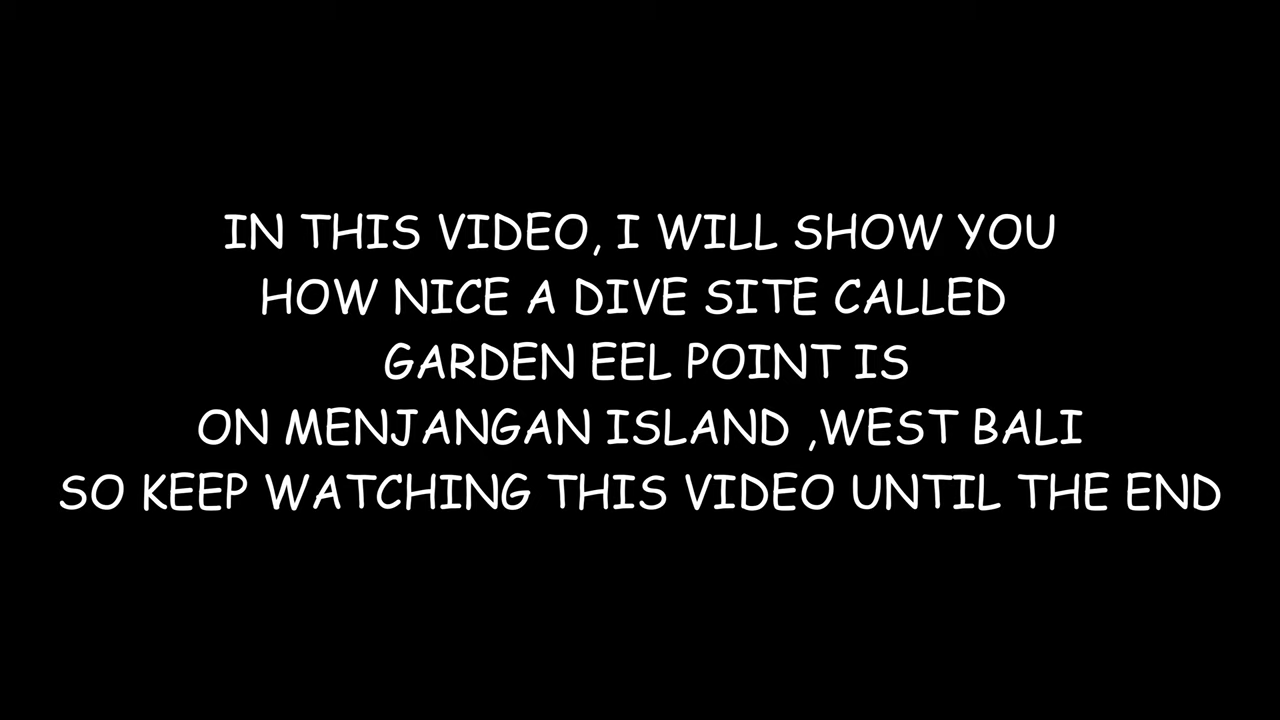 IN THIS VIDEO, I WILL SHOW YOU
HOW NICE A DIVE SITE CALLED
GARDEN EEL POINT IS
ON MENJANGAN ISLAND ,WEST BALI
SO KEEP WATCHING THIS VIDEO UNTIL THE END